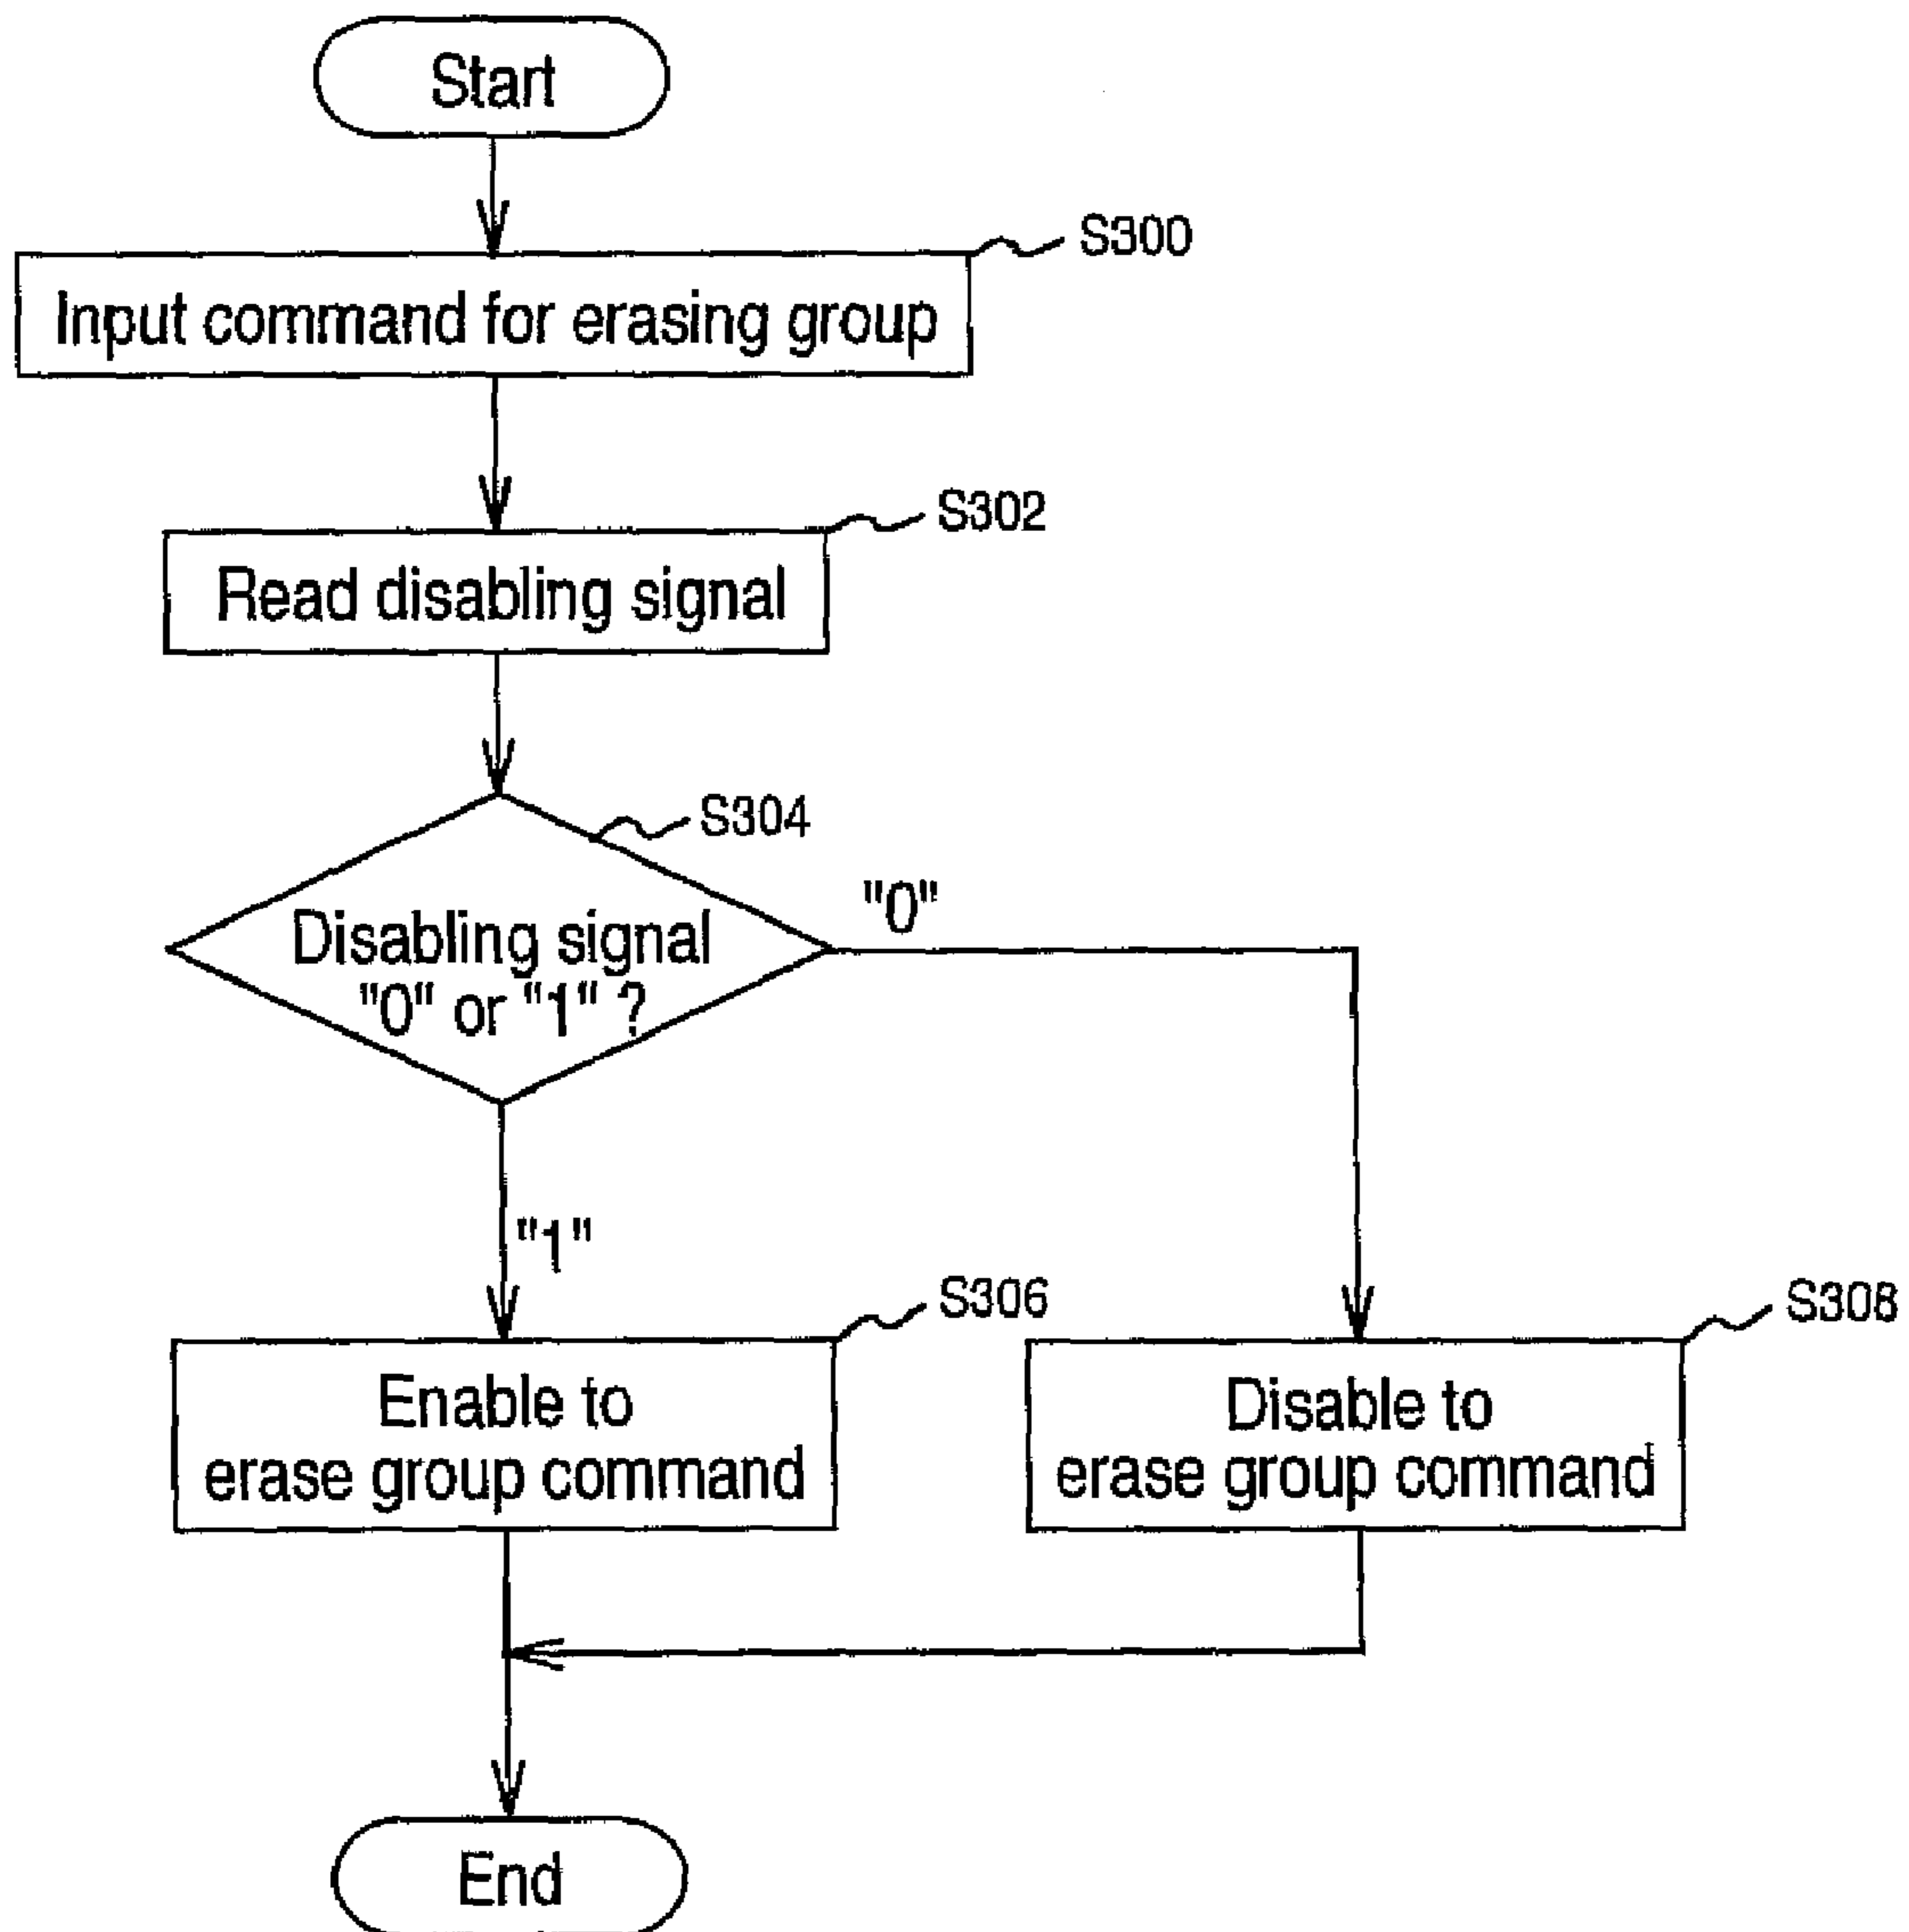 Start
S300
Input command for erasing group
S302
Read disabling signal
S304
Disabling signal
"0" or "1" ?
"0"
"1"
S306
Enable to
erase group command
S308
Disable to
erase group command
End